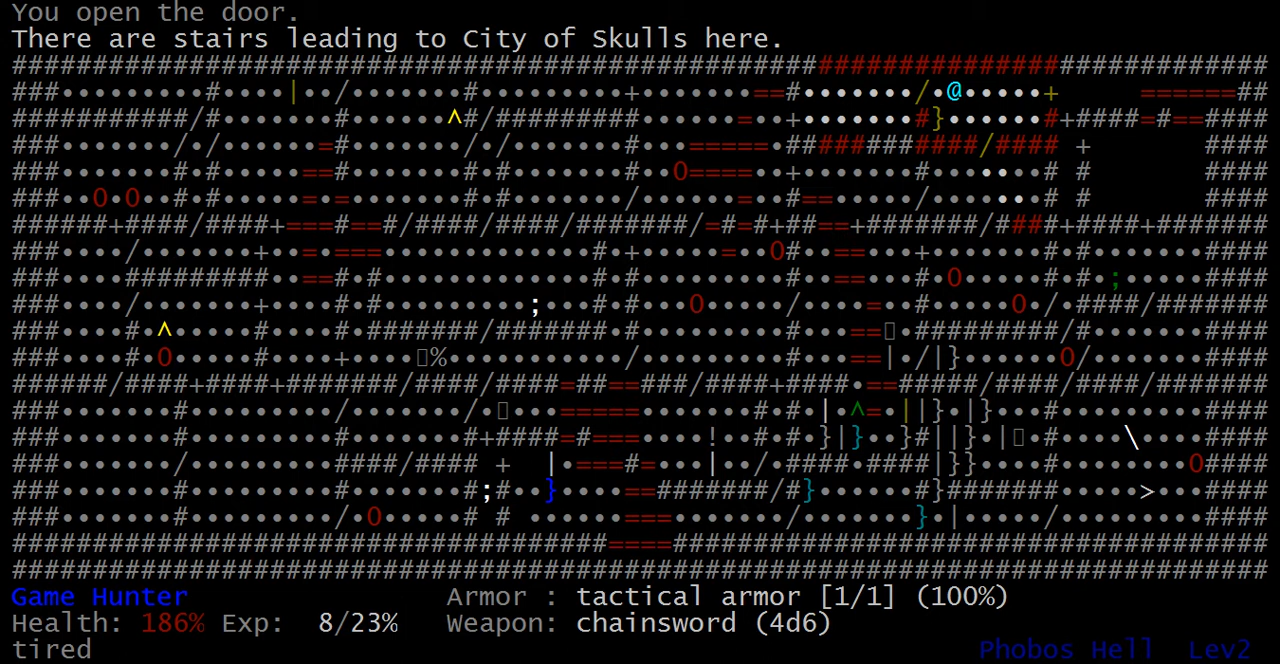 You open the door.
There are stairs leading to City of Skulls here.
Game Hunter Armor : tactical armor [1/1] (100%)
Health: 186% Exp: 8/23% Weapon: chainsword (4d6)
tired Phobos Hell Lev2